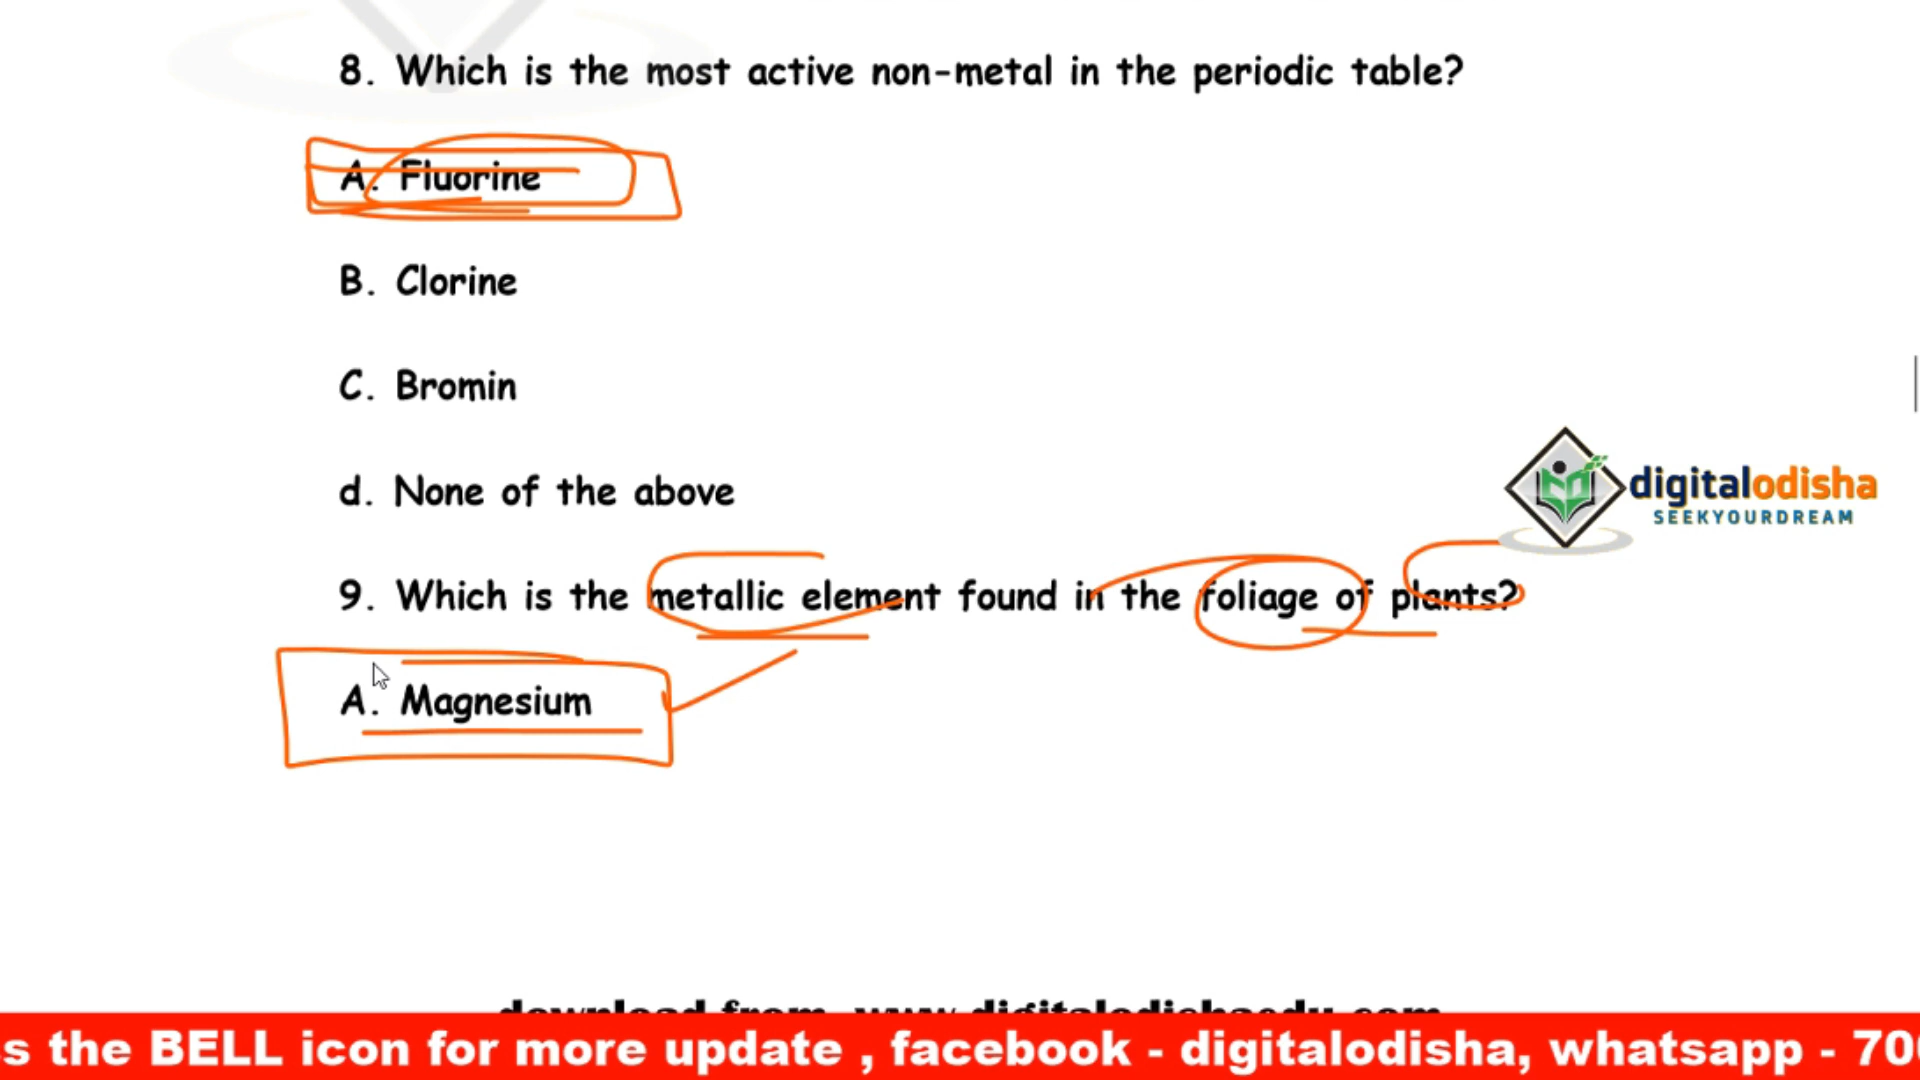 8. Which is the most active non-metal in the periodic table?
A. Fluorine
B. Clorine
C. Bromin
d. None of the above
digitalodisha
SEEKYOURDREAM
9. Which is the metallic element found in the foliage of plants?
A. Magnesium
download from www.digitalodishaedu.com
s the BELL icon for more update , facebook - digitalodisha, whatsapp - 70